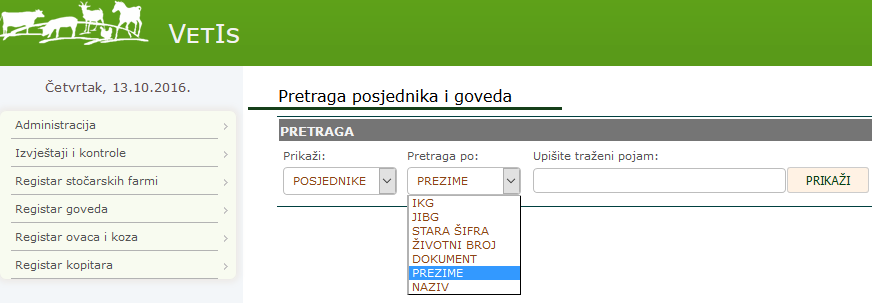 VetIs
Četvrtak, 13.10.2016.
Administracija
Izvještaji i kontrole
Registar stočarskih farmi
Registar goveda
Registar ovaca i koza
Registar kopitara
Pretraga posjednika i goveda
PRETRAGA
Prikaži: Pretraga po: Upišite traženi pojam:
POSJEDNIKE PREZIME PRIKAŽI
IKG
JIBG
STARA ŠIFRA
ŽIVOTNI BROJ
DOKUMENT
PREZIME
NAZIV